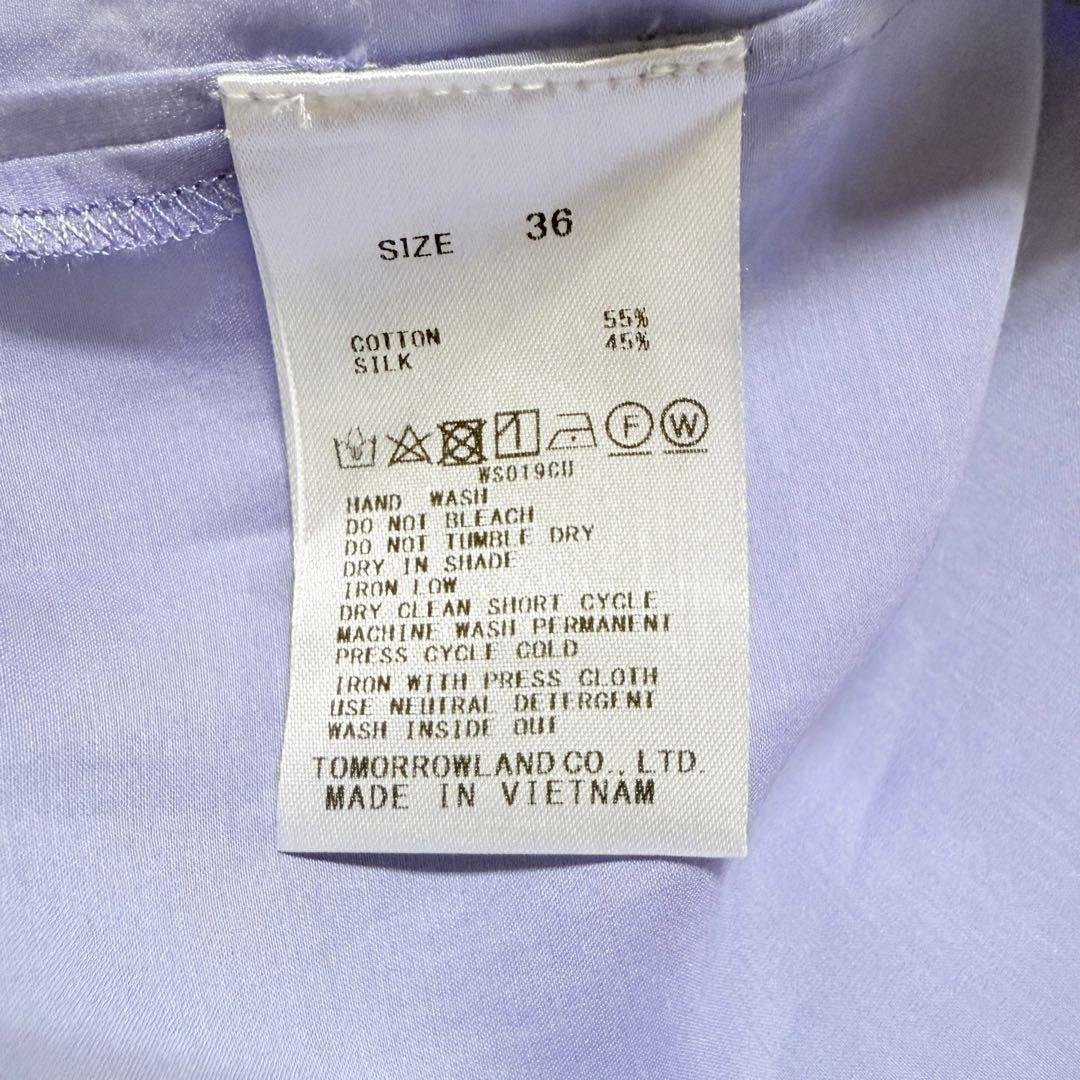 SIZE 36
COTTON 55%
SILK 45%
F W
WS019CU
HAND WASH
DO NOT BLEACH
DO NOT TUMBLE DRY
DRY IN SHADE
IRON LOW
DRY CLEAN SHORT CYCLE
MACHINE WASH PERMANENT
PRESS CYCLE COLD
IRON WITH PRESS CLOTH
USE NEUTRAL DETERGENT
WASH INSIDE OUT
TOMORROWLAND CO., LTD.
MADE IN VIETNAM